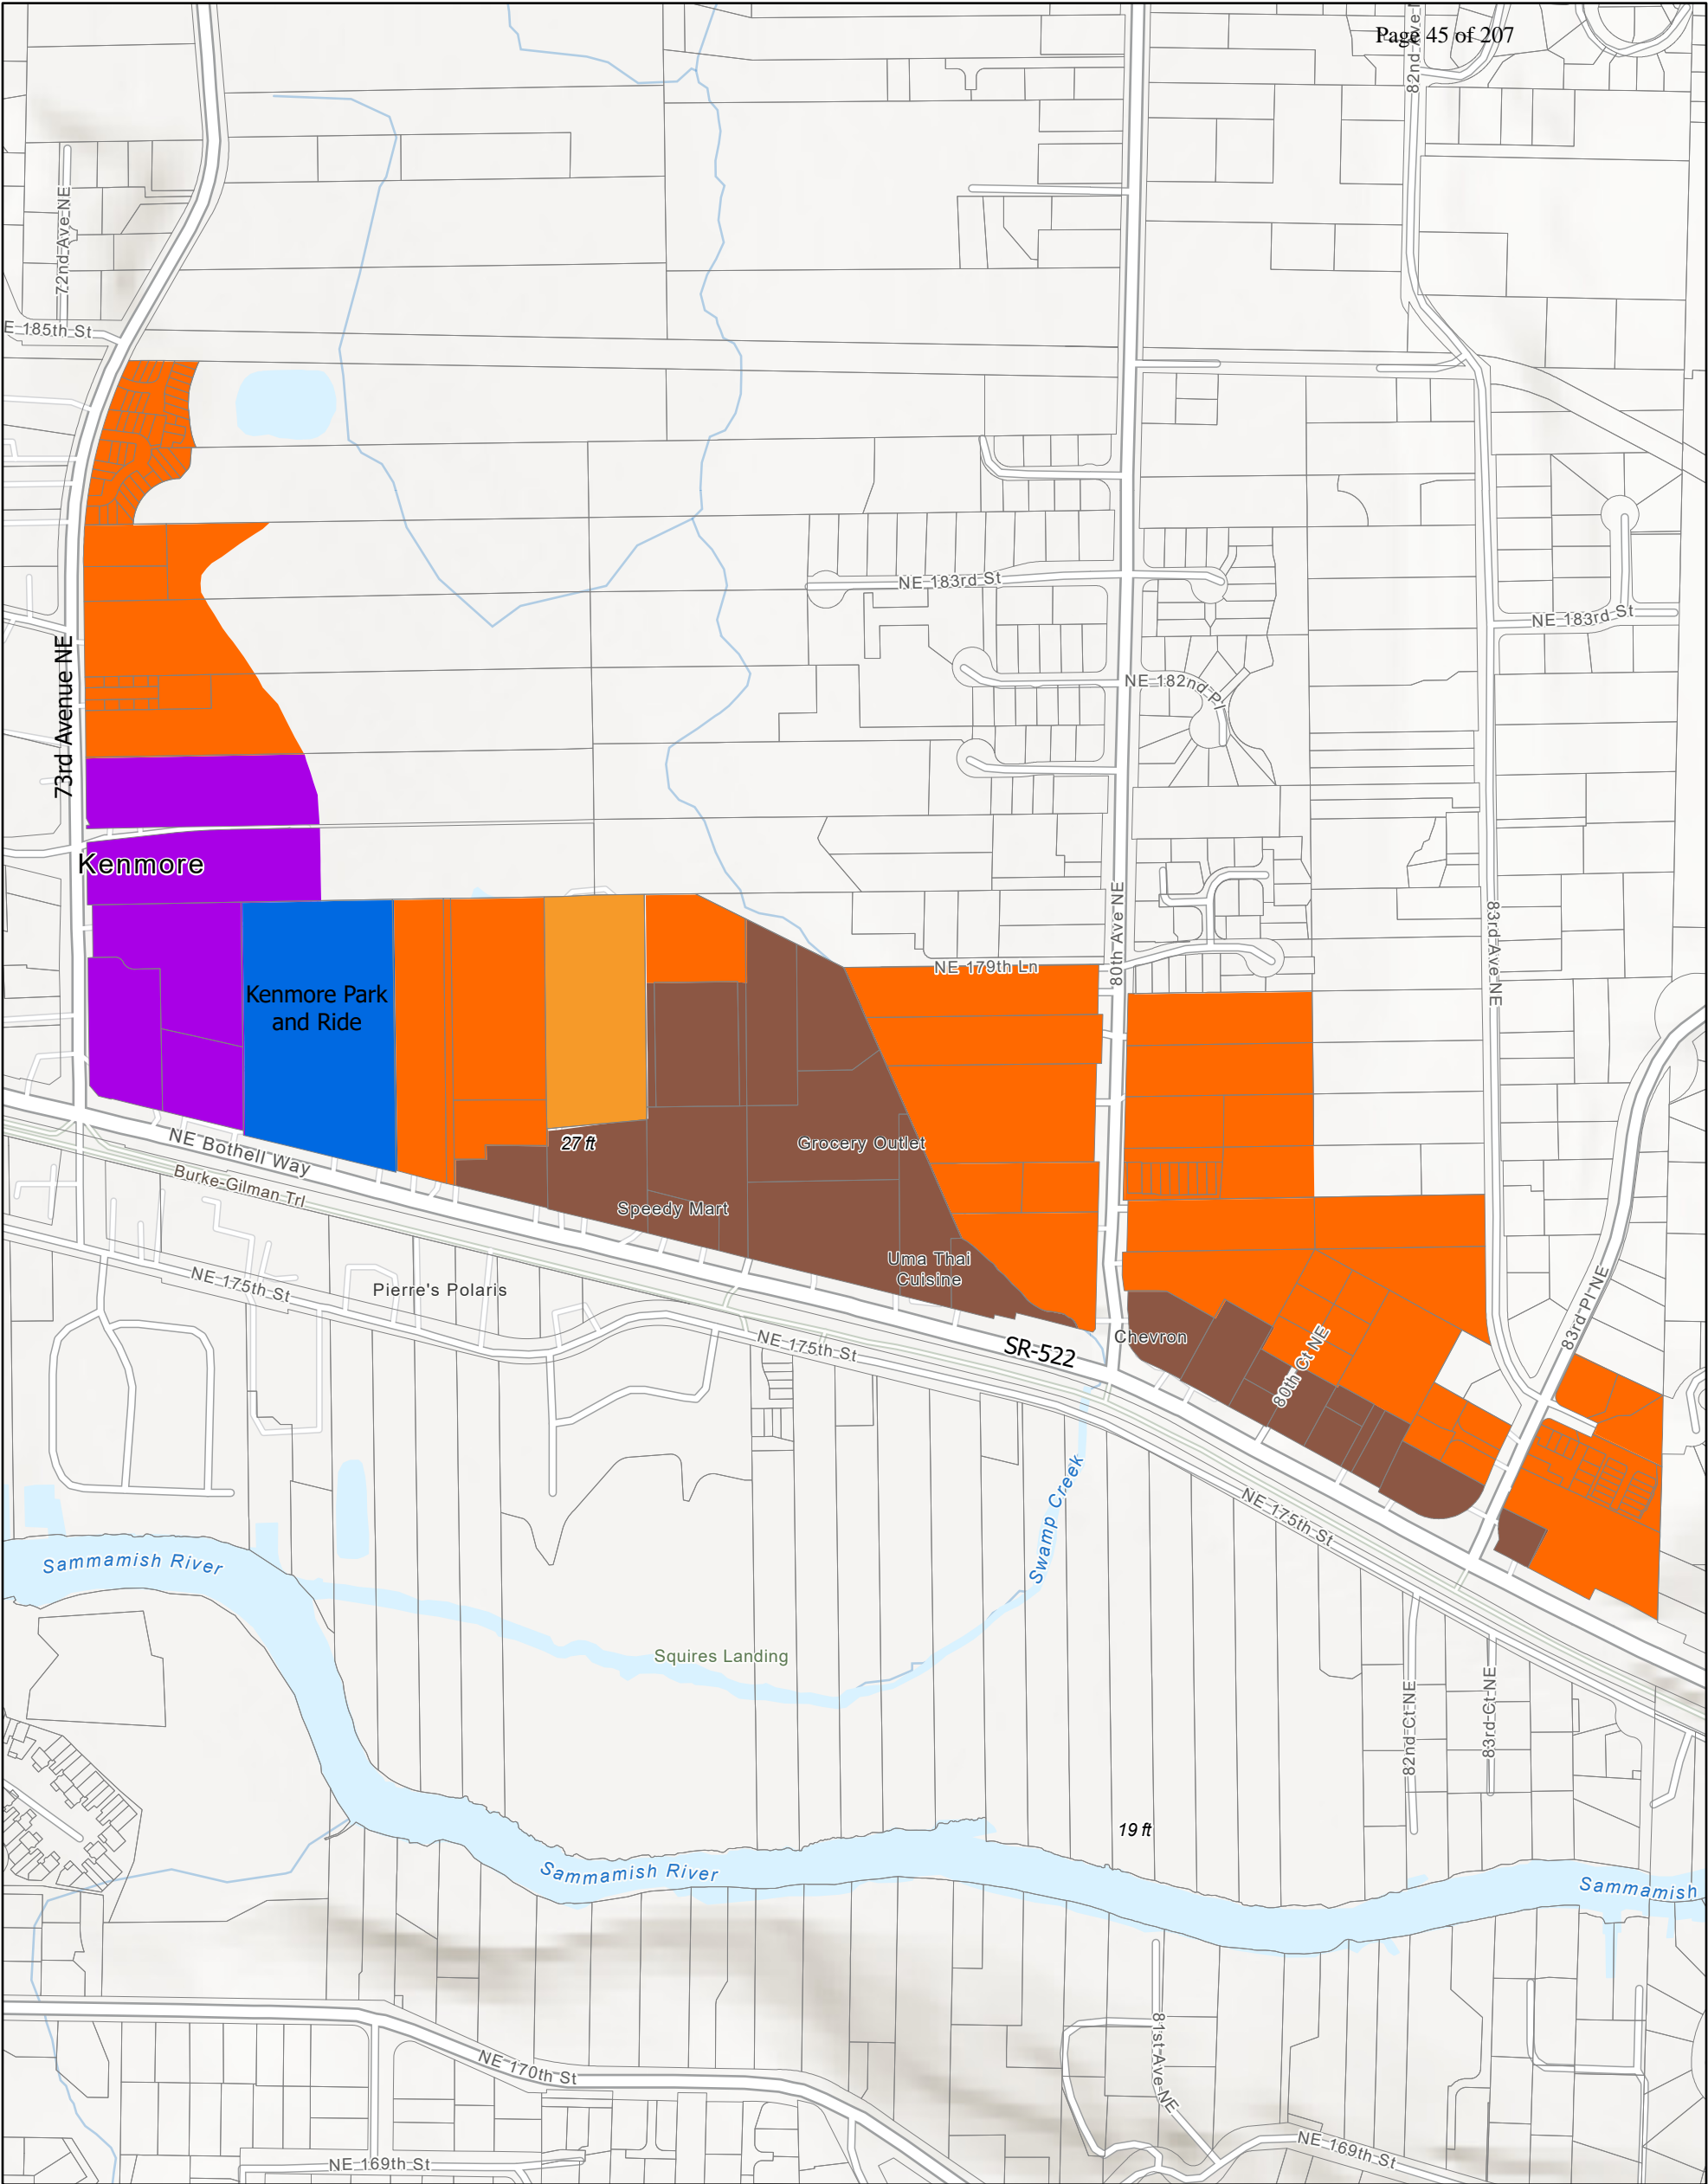 Page 45 of 207
82nd Ave N
72nd Ave NE
E 185th St
NE 183rd St
NE 183rd St
73rd Avenue NE
NE 182nd Pl
Kenmore
80th Ave NE
83rd Ave NE
NE 179th Ln
Kenmore Park
and Ride
27 ft
Grocery Outlet
NE Bothell Way
Burke-Gilman Trl
Speedy Mart
Uma Thai
Cuisine
NE 175th St
Pierre's Polaris
NE 175th St
SR-522
Chevron
80th Ct NE
83rd Pl NE
Swamp Creek
NE 175th St
Sammamish River
Squires Landing
82nd Ct NE
83rd Ct NE
19 ft
Sammamish River
Sammamish
81st Ave NE
NE 170th St
NE 169th St
NE 169th St